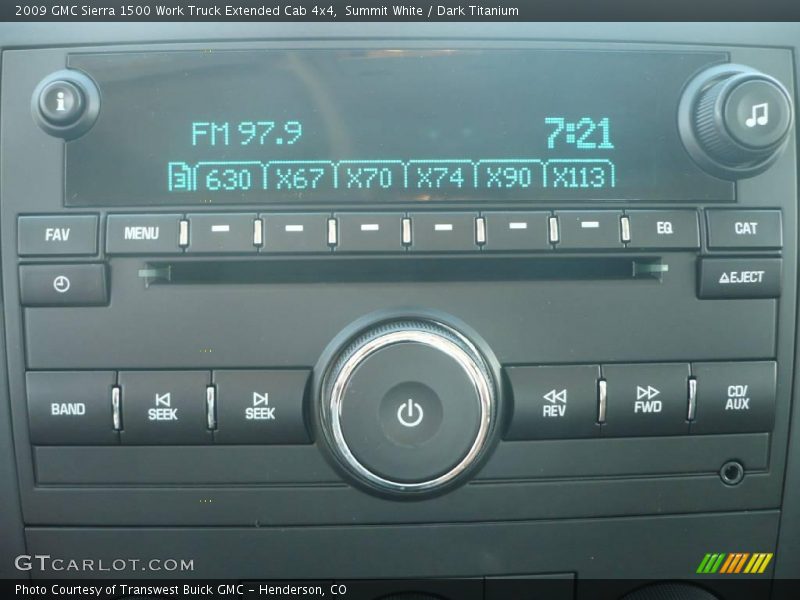 2009 GMC Sierra 1500 Work Truck Extended Cab 4x4, Summit White / Dark Titanium
i
FM 97.9 7:21
3 630 X67 X70 X74 X90 X113
FAV MENU EQ CAT
EJECT
BAND SEEK SEEK REV FWD CD/
AUX
GTCARLOT.COM
Photo Courtesy of Transwest Buick GMC - Henderson, CO